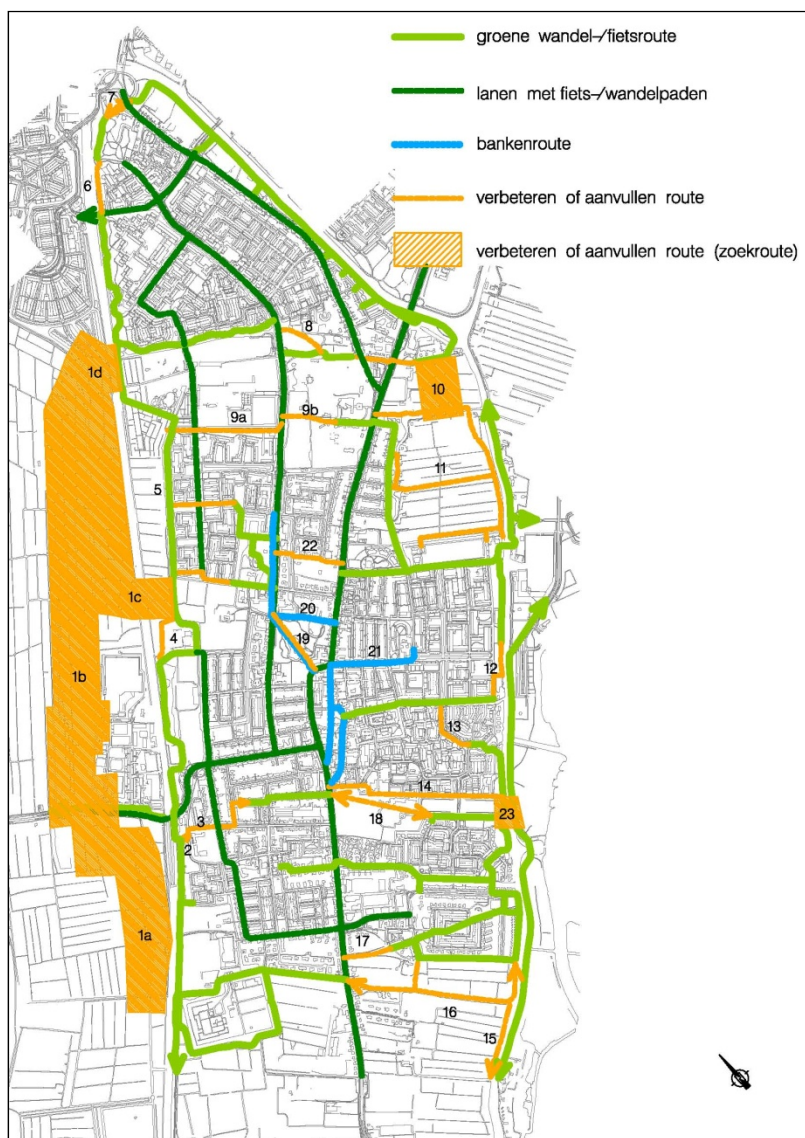 groene wandel-/fietsroute
lanen met fiets-/wandelpaden
bankenroute
verbeteren of aanvullen route
verbeteren of aanvullen route (zoekroute)
7
6
8
1d
10
9a
9b
11
5
22
1c
20
4
19
21
1b
12
13
14
23
3
18
2
1a
17
16
15